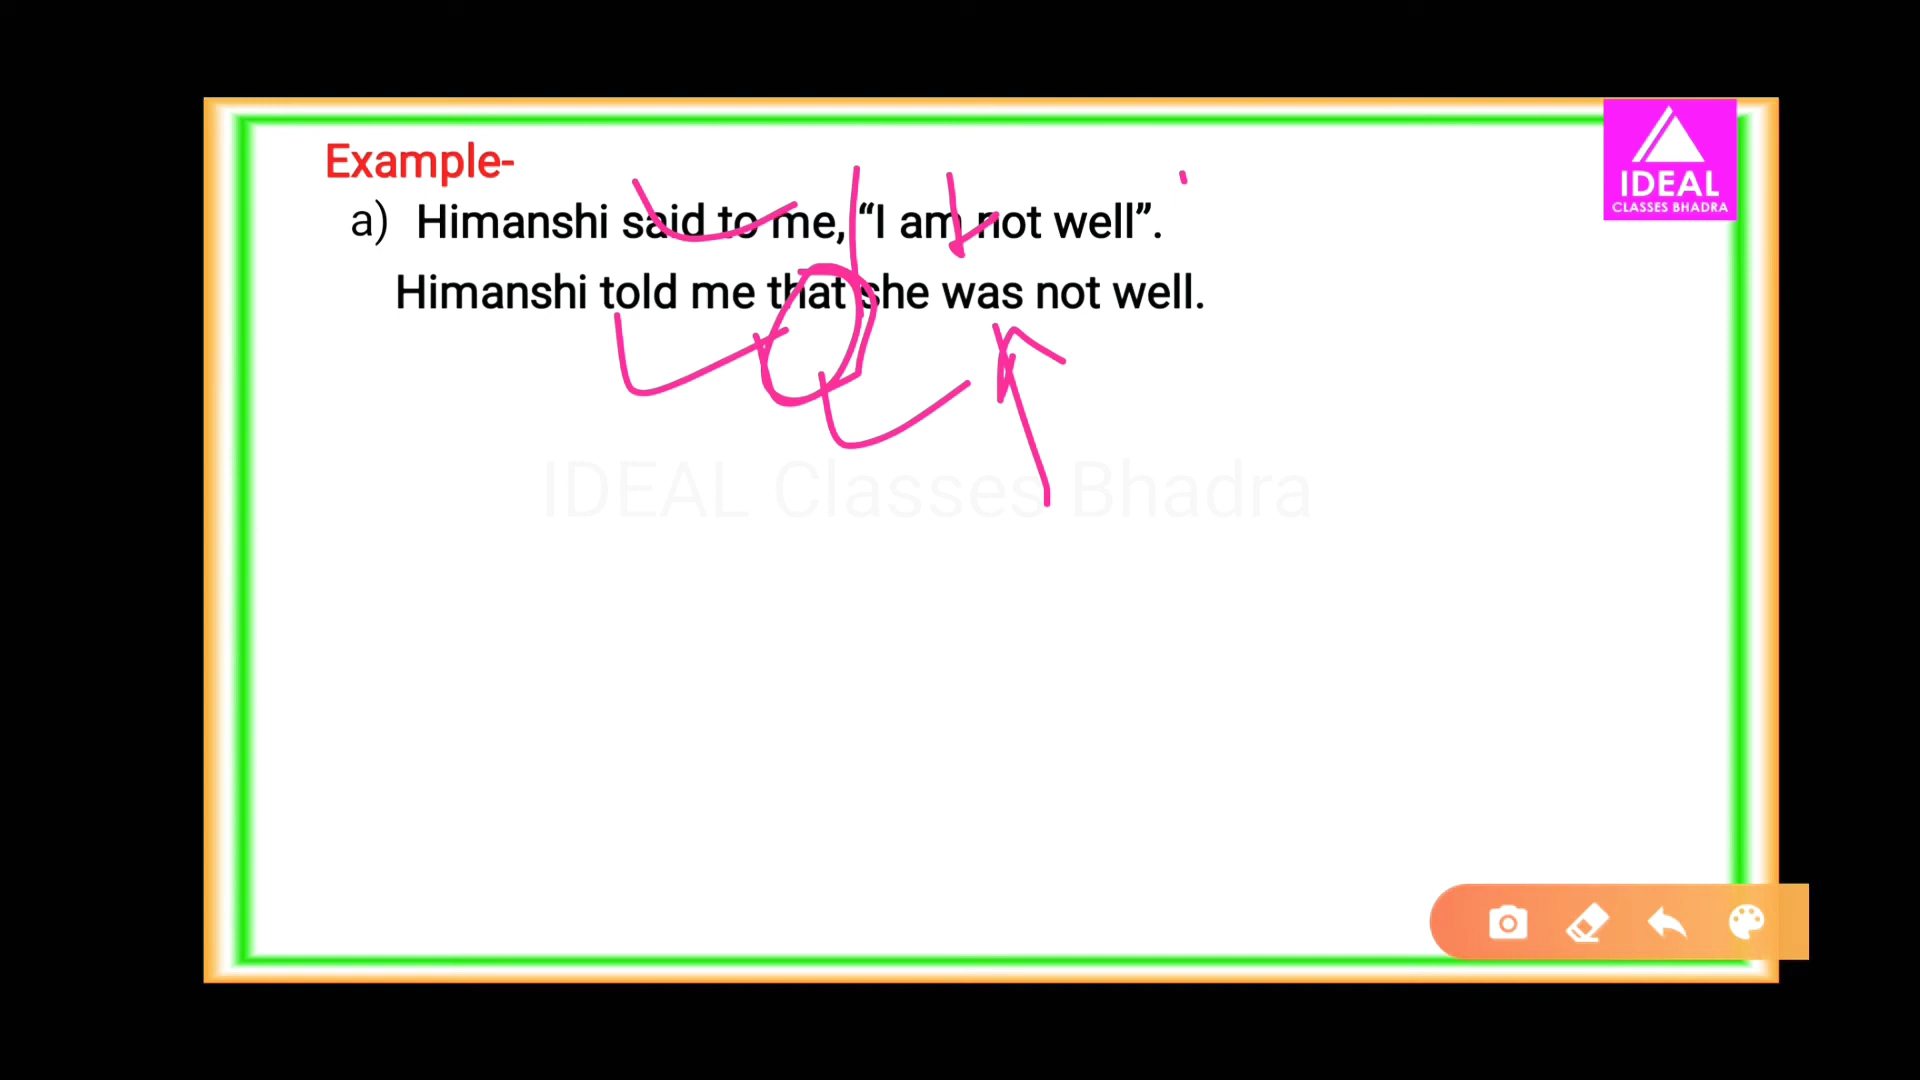 Example-
a) Himanshi said to me, “I am not well”.
Himanshi told me that she was not well.
IDEAL Classes Bhadra
IDEAL
CLASSES BHADRA